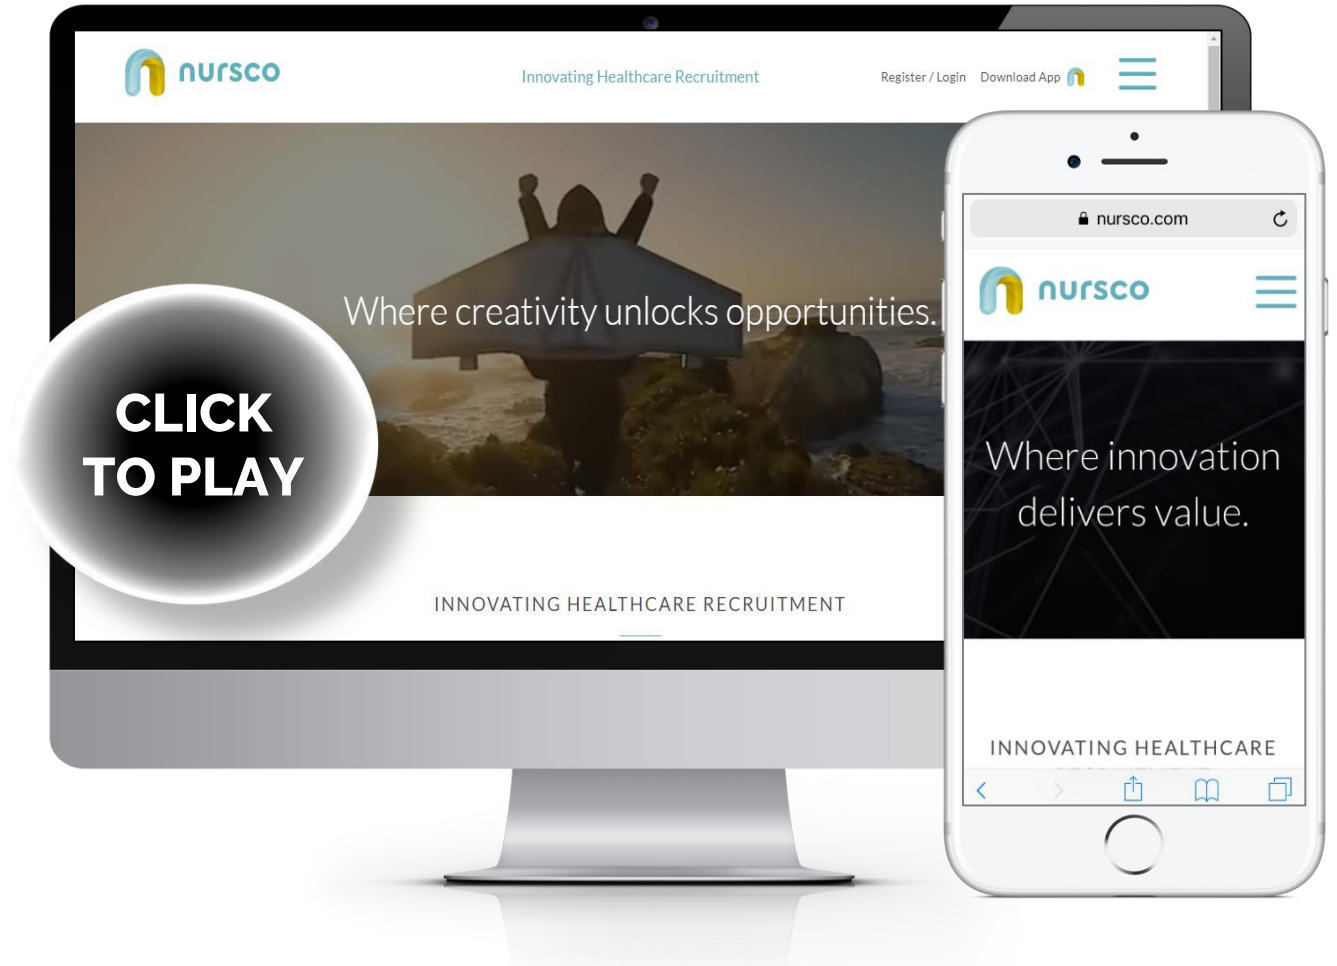 nursco
Innovating Healthcare Recruitment
Register / Login
Download App
Where creativity unlocks opportunities.
CLICK
TO PLAY
INNOVATING HEALTHCARE RECRUITMENT
nursco.com
nursco
Where innovation
delivers value.
INNOVATING HEALTHCARE